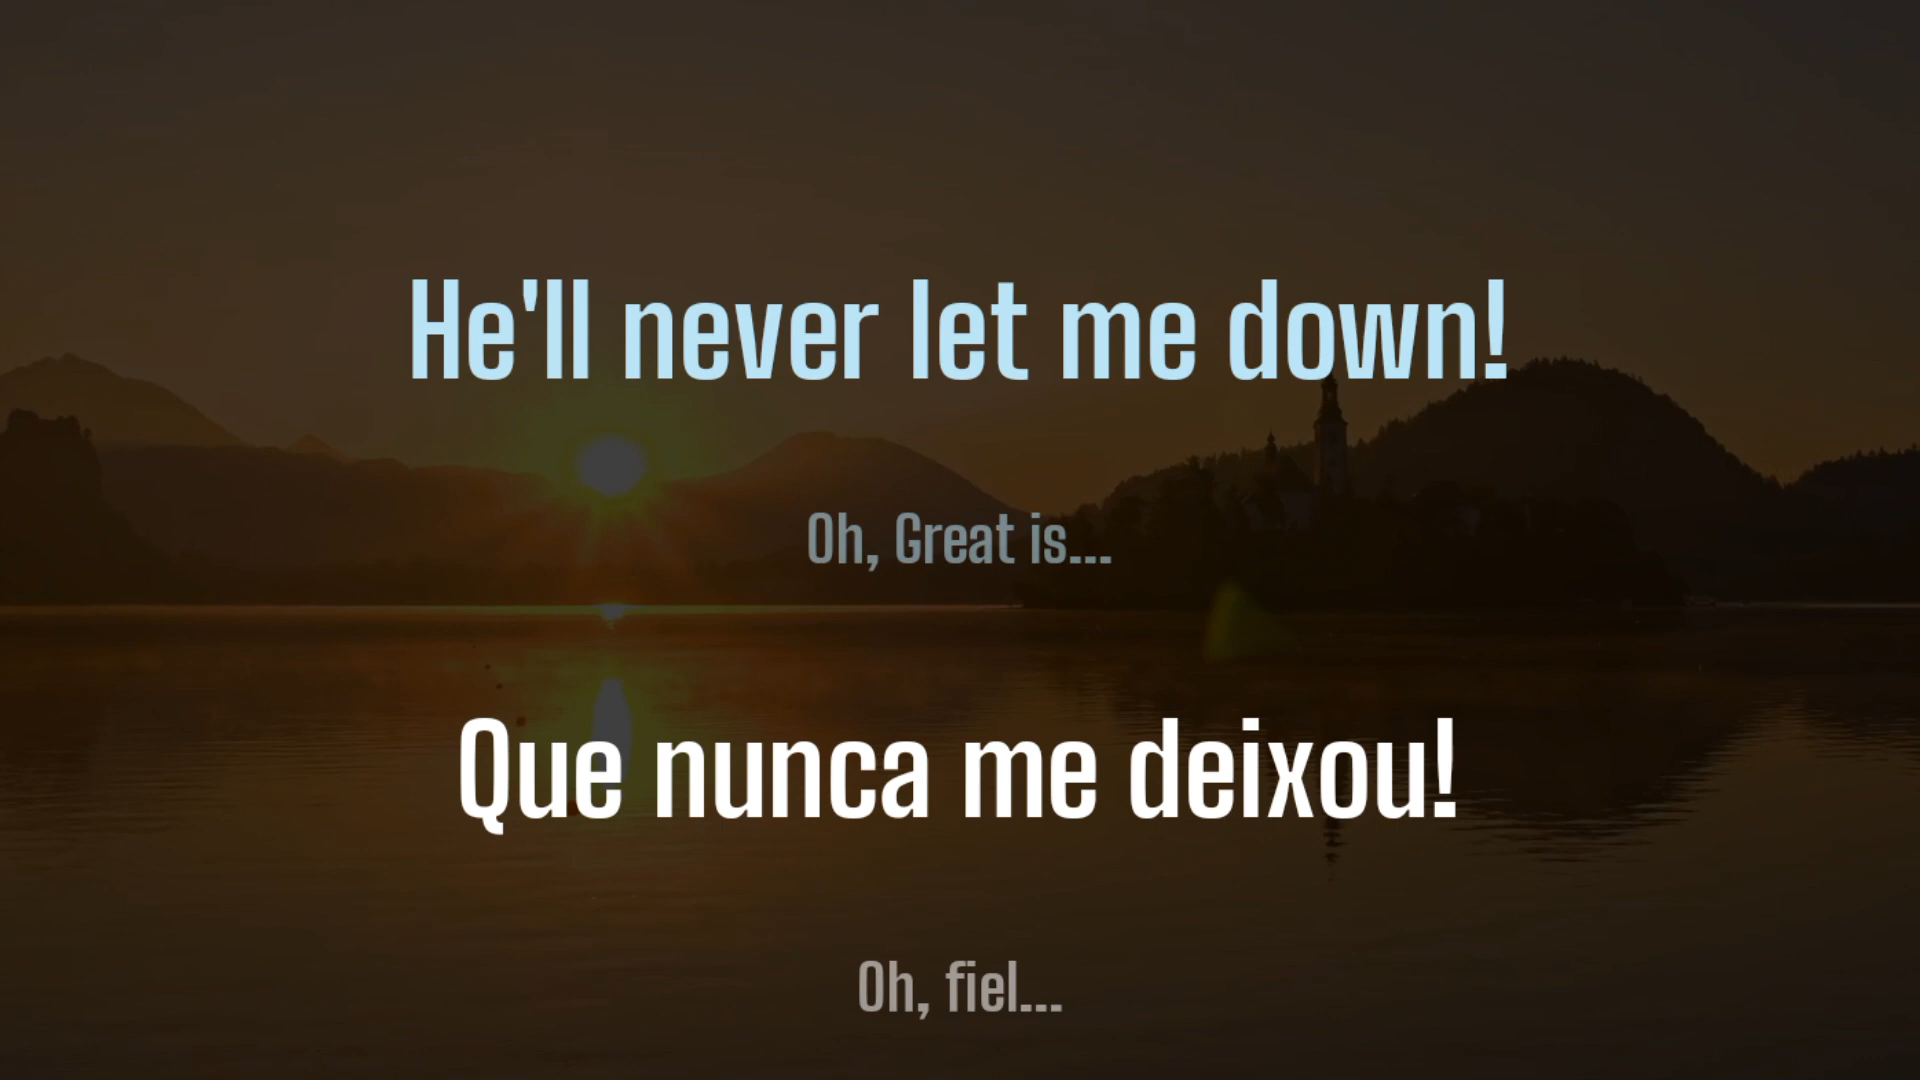 He'll never let me down!
Oh, Great is...
Que nunca me deixou!
Oh, fiel...